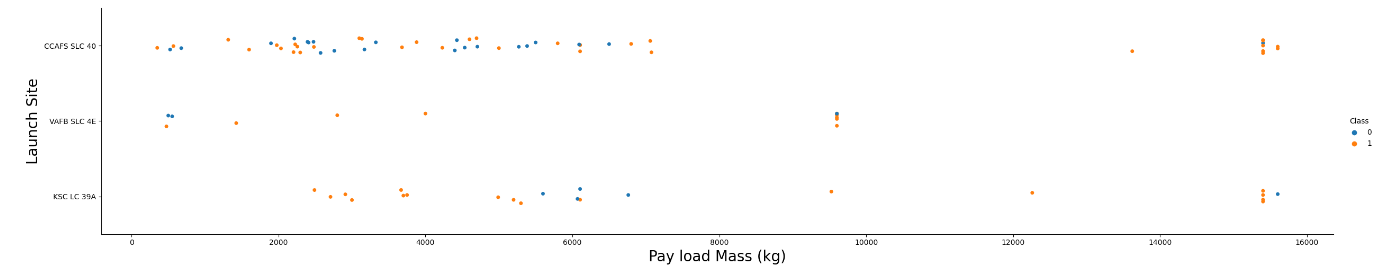 CCAFS SLC 40
VAFB SLC 4E
KSC LC 39A
Launch Site
0 2000 4000 6000 8000 10000 12000 14000 16000
Pay load Mass (kg)
Class
0
1